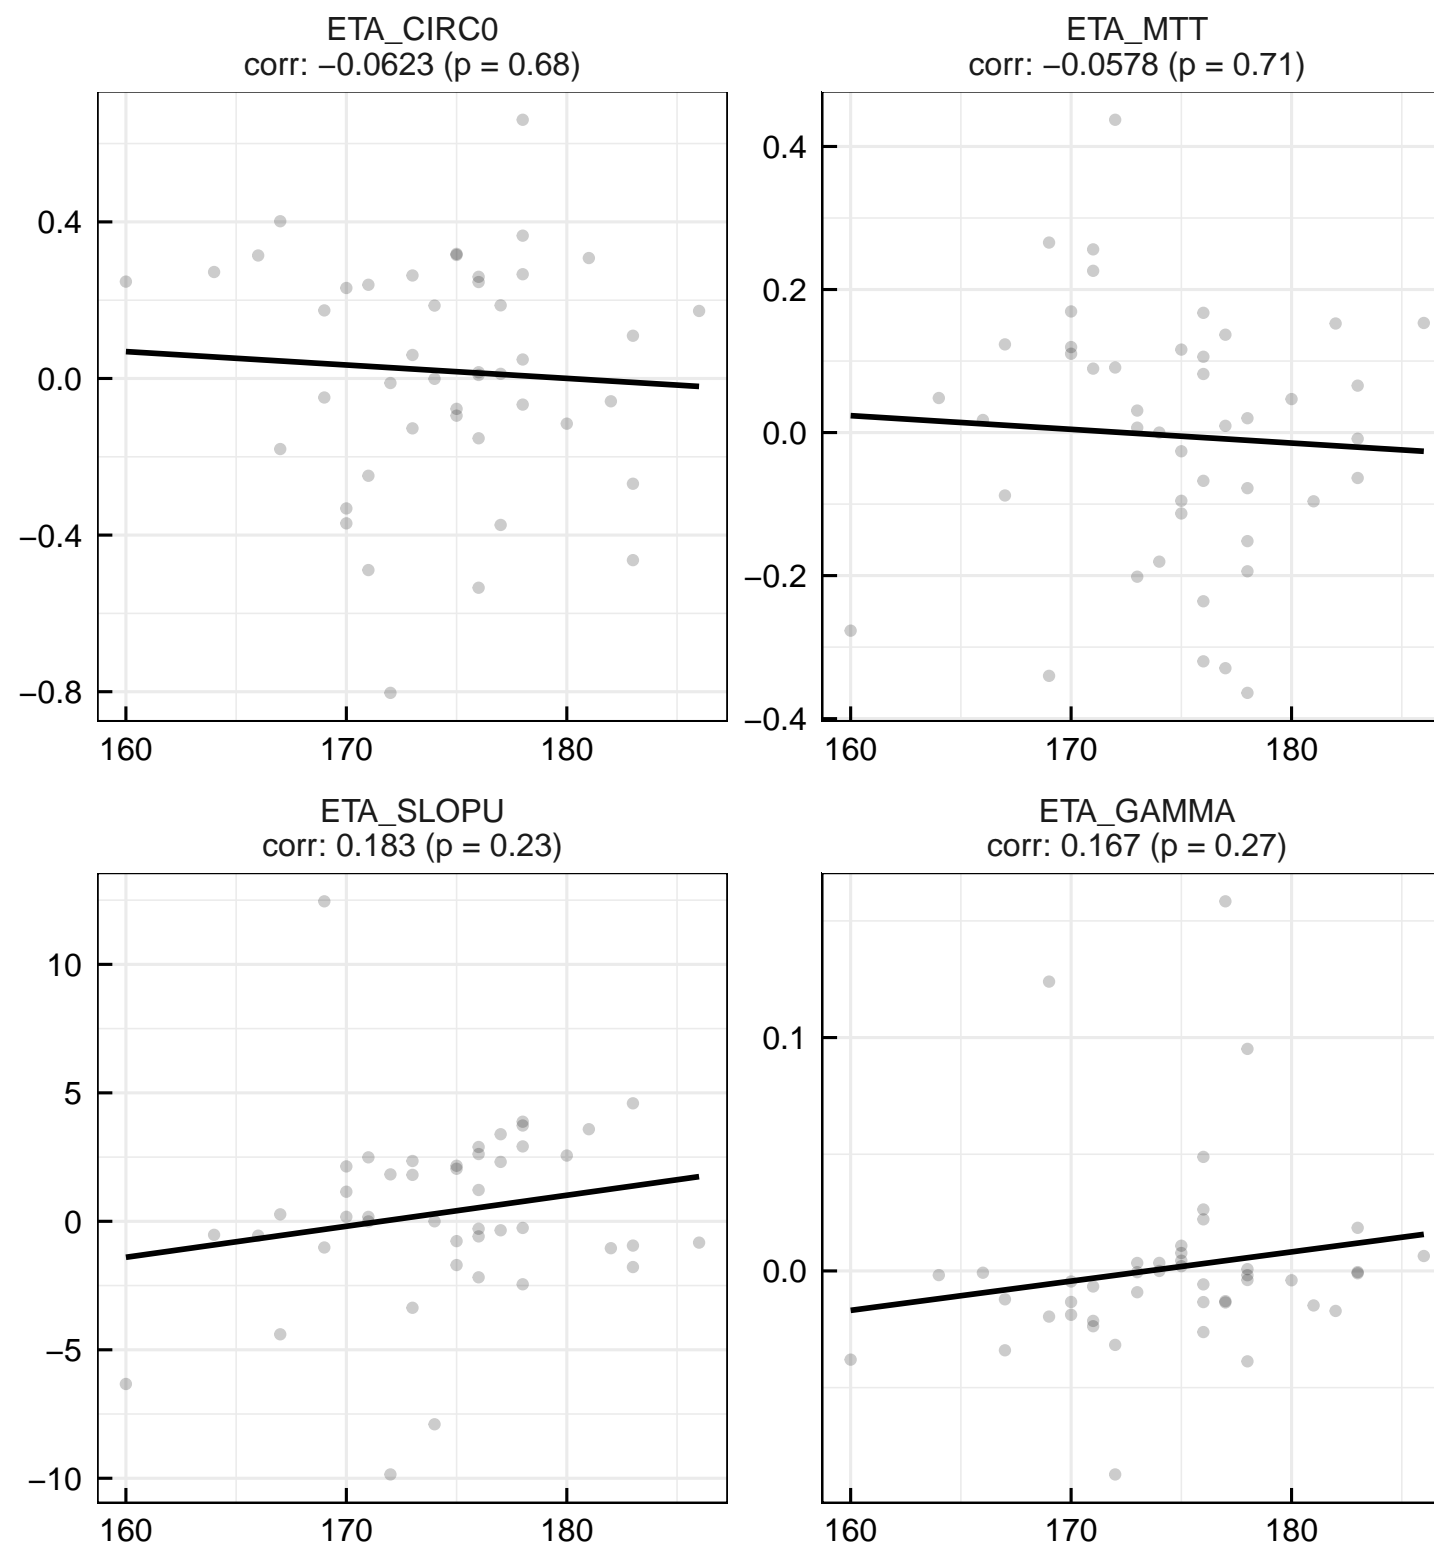 ETA_CIRC0
corr: −0.0623 (p = 0.68)
ETA_MTT
corr: −0.0578 (p = 0.71)
0.4
0.0
−0.4
−0.8
160 170 180
0.4
0.2
0.0
−0.2
−0.4
160 170 180
ETA_SLOPU
corr: 0.183 (p = 0.23)
ETA_GAMMA
corr: 0.167 (p = 0.27)
10
5
0
−5
−10
160 170 180
0.1
0.0
160 170 180